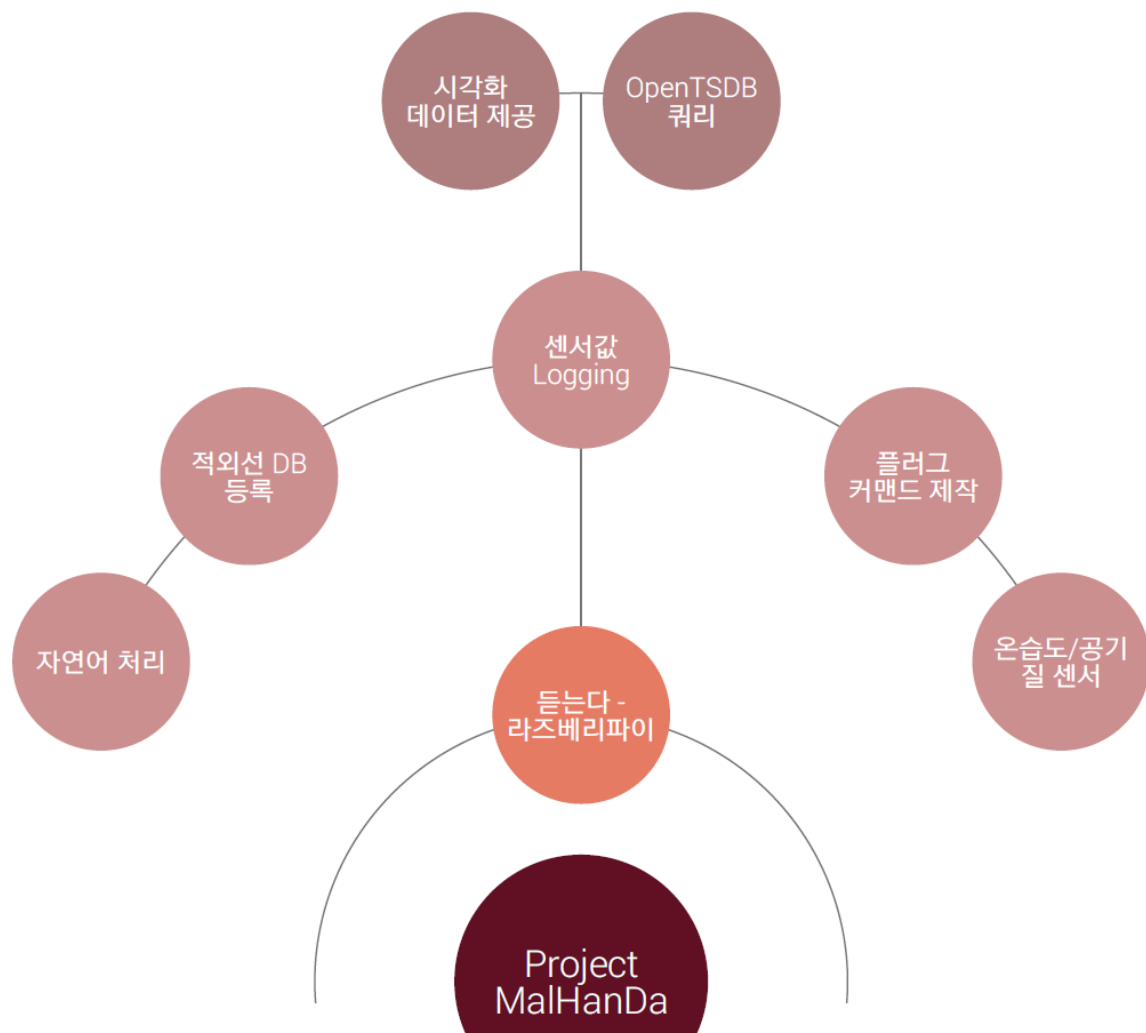 시각화
데이터 제공
OpenTSDB
쿼리
센서값
Logging
적외선 DB
등록
플러그
커맨드 제작
자연어 처리
온습도/공기
질 센서
듣는다 -
라즈베리파이
Project
MalHanDa